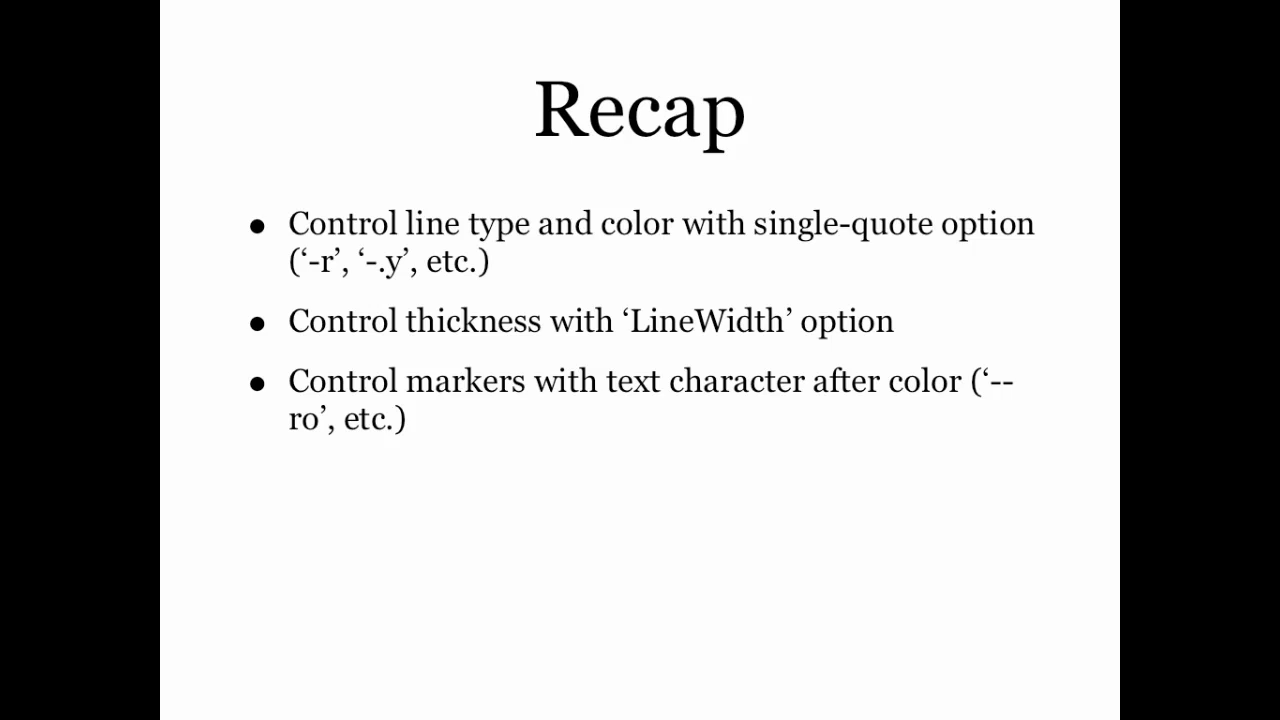 Recap
● Control line type and color with single-quote option
(‘-r’, ‘-.y’, etc.)
● Control thickness with ‘LineWidth’ option
● Control markers with text character after color (‘--
ro’, etc.)